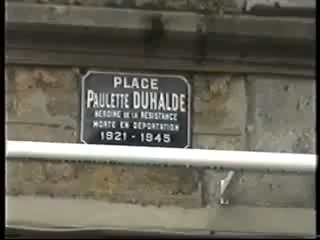 PLACE
PAULETTE DUHALDE
HÉROÏNE DE LA RÉSISTANCE
MORTE EN DÉPORTATION
1921 - 1945